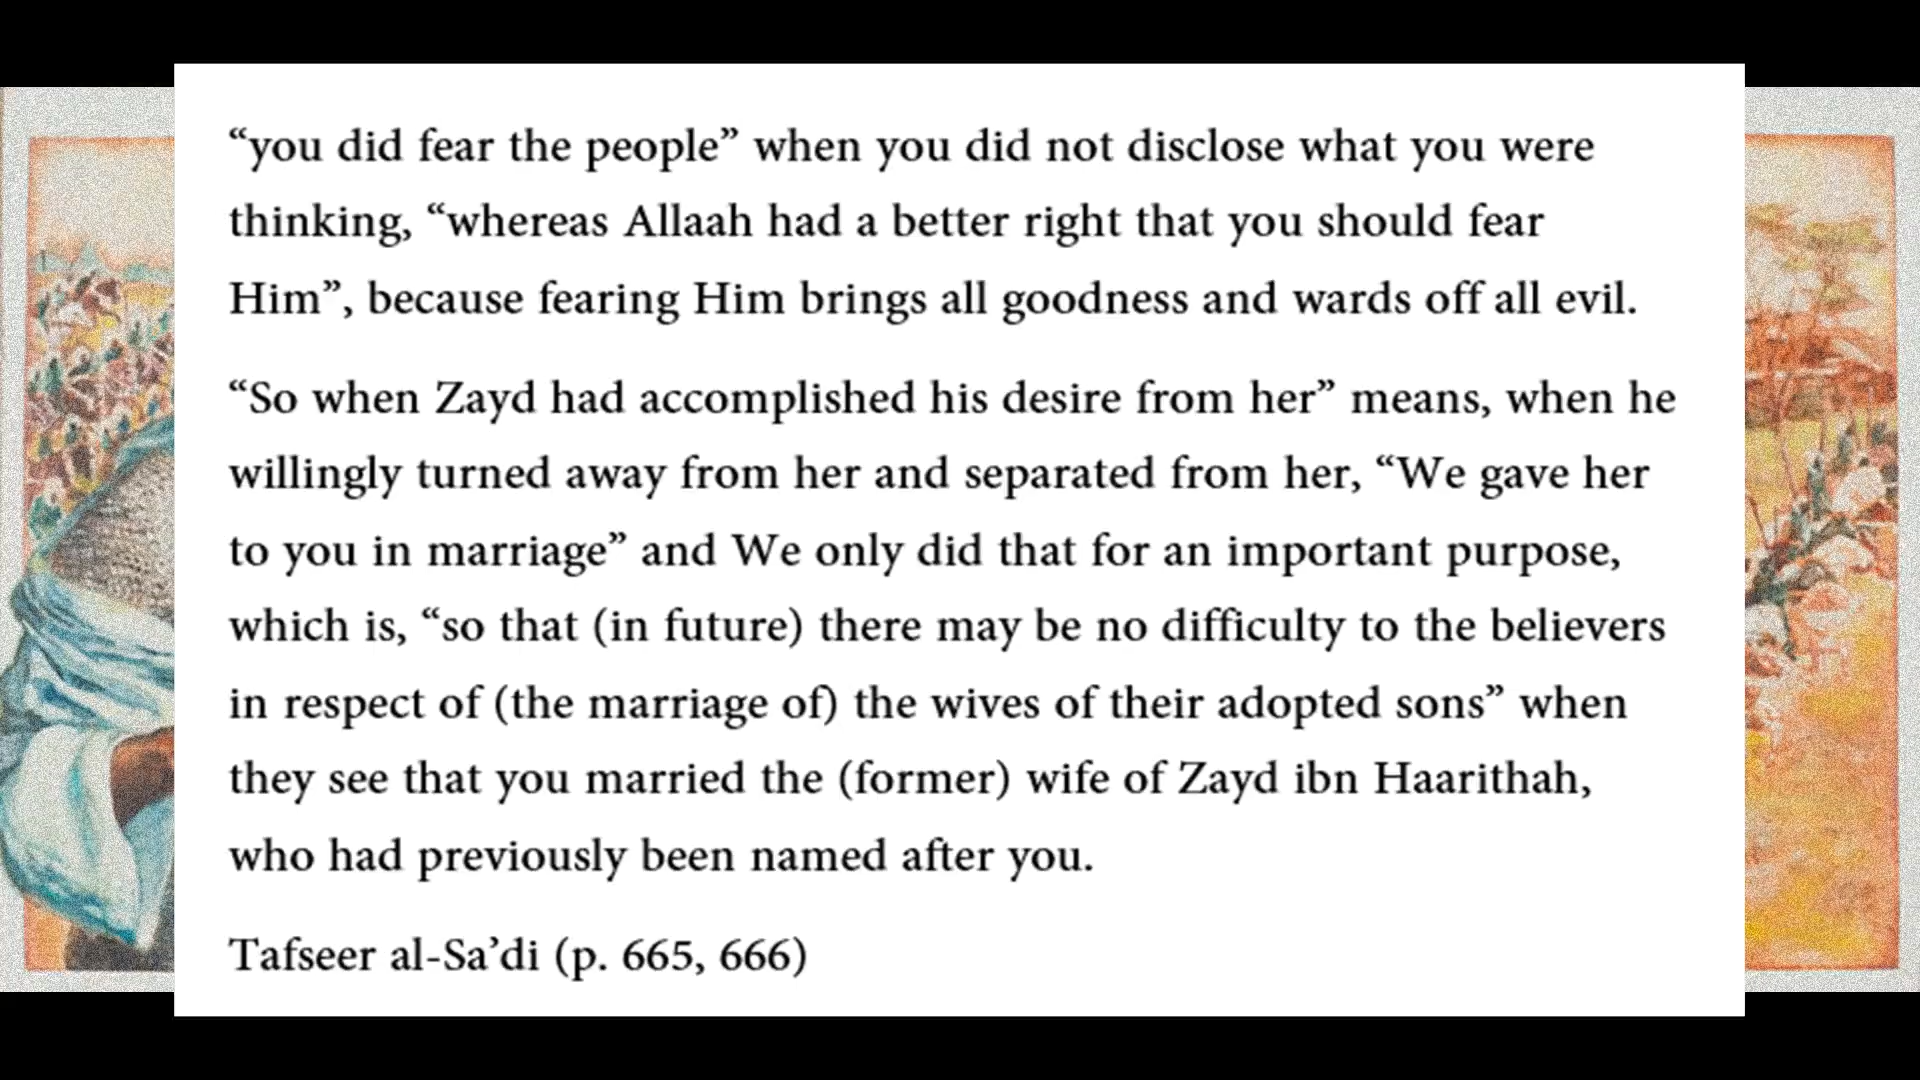 “you did fear the people” when you did not disclose what you were
thinking, “whereas Allaah had a better right that you should fear
Him”, because fearing Him brings all goodness and wards off all evil.
“So when Zayd had accomplished his desire from her” means, when he
willingly turned away from her and separated from her, “We gave her
to you in marriage” and We only did that for an important purpose,
which is, “so that (in future) there may be no difficulty to the believers
in respect of (the marriage of) the wives of their adopted sons” when
they see that you married the (former) wife of Zayd ibn Haarithah,
who had previously been named after you.
Tafseer al-Sa’di (p. 665, 666)